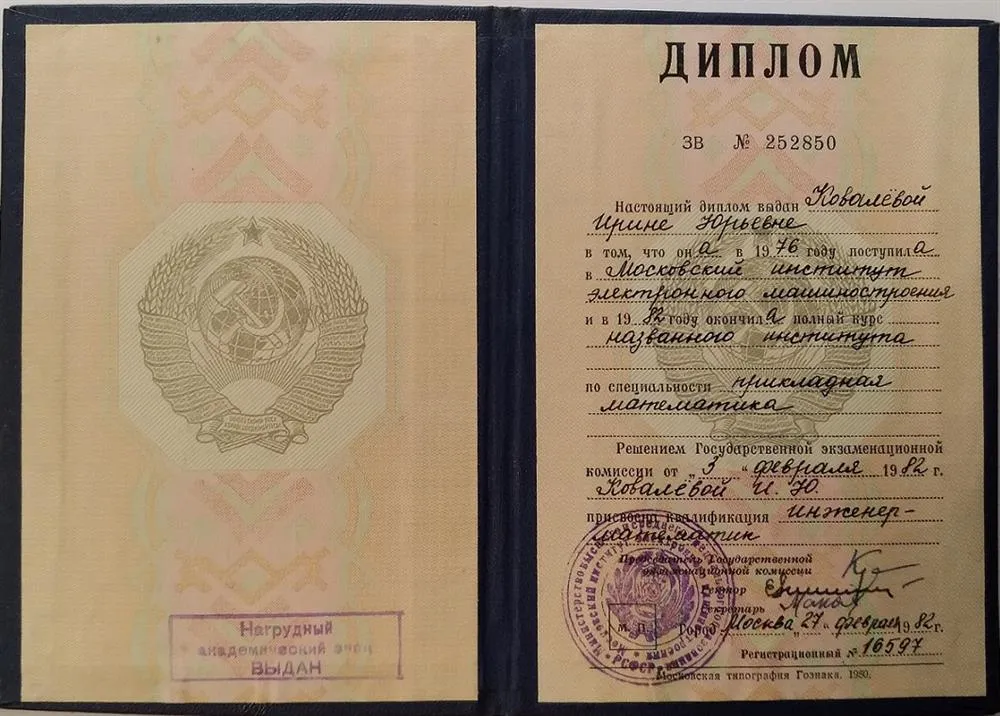 Нагрудный
академический знак
ВЫДАН
ДИПЛОМ
ЗВ № 252850
Настоящий диплом выдан Ковалёвой
Ирине Юрьевне
в том, что она в 1976 году поступила
в Московский институт
электронного машиностроения
и в 1982 году окончила полный курс
названного института
по специальности прикладная
математика
Решением Государственной экзаменационной
комиссии от „3 " февраля 1982 г.
Ковалёвой И. Ю.
присвоена квалификация инженер-
математик
Председатель Государственной
экзаменационной комиссии
Ректор
Секретарь
М. П. Город Москва „27 " февраля 1982 г.
Регистрационный № 16597
РСФСР
Московская типография Гознака. 1980.